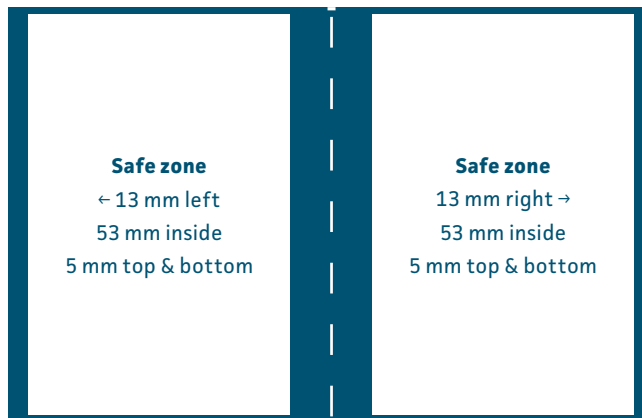 Safe zone
← 13 mm left
53 mm inside
5 mm top & bottom
Safe zone
13 mm right →
53 mm inside
5 mm top & bottom